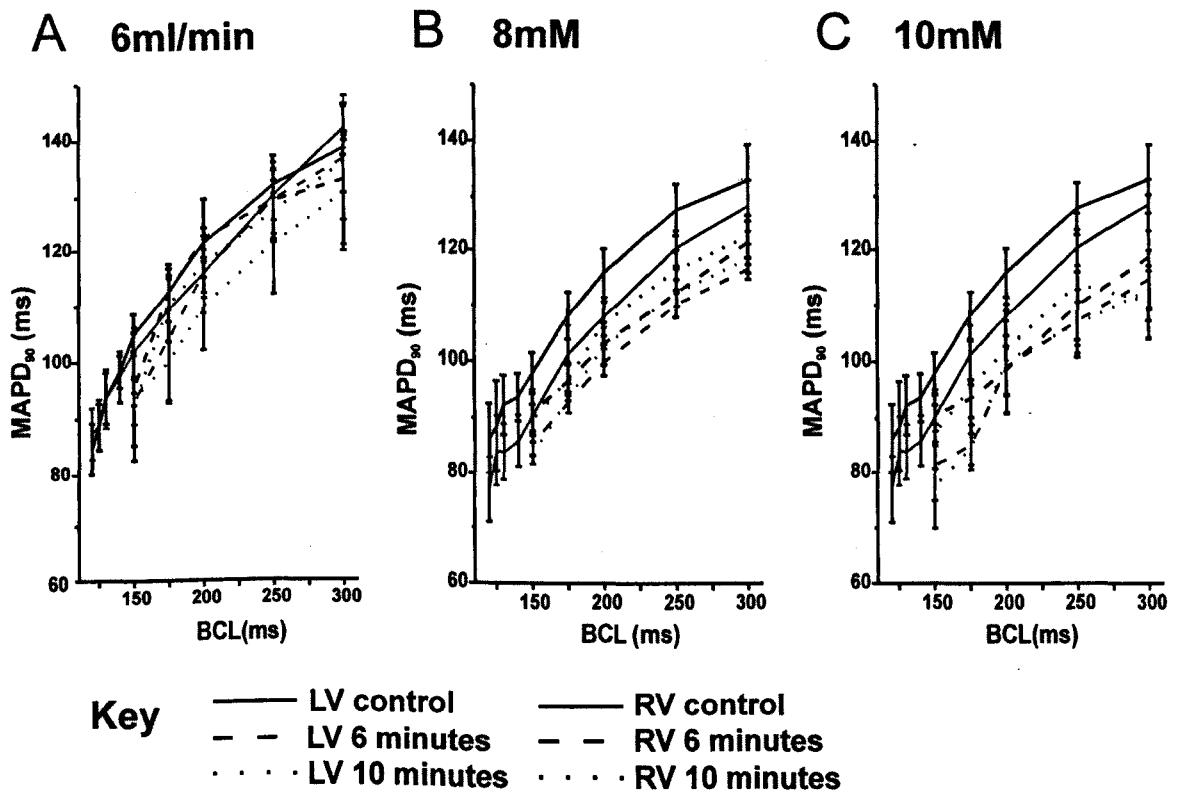 A 6ml/min
B 8mM
C 10mM
MAPD90 (ms)
140
120
100
80
60
150 200 250 300
BCL(ms)
MAPD90 (ms)
140
120
100
80
60
150 200 250 300
BCL (ms)
MAPD90 (ms)
140
120
100
80
60
150 200 250 300
BCL(ms)
Key
LV control
RV control
LV 6 minutes
RV 6 minutes
LV 10 minutes
RV 10 minutes